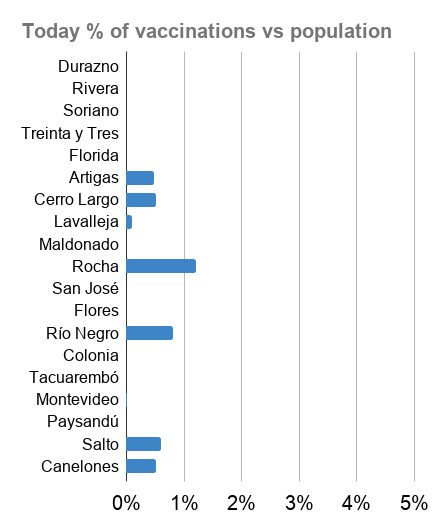 Today % of vaccinations vs population
Durazno
Rivera
Soriano
Treinta y Tres
Florida
Artigas
Cerro Largo
Lavalleja
Maldonado
Rocha
San José
Flores
Río Negro
Colonia
Tacuarembó
Montevideo
Paysandú
Salto
Canelones
0% 1% 2% 3% 4% 5%